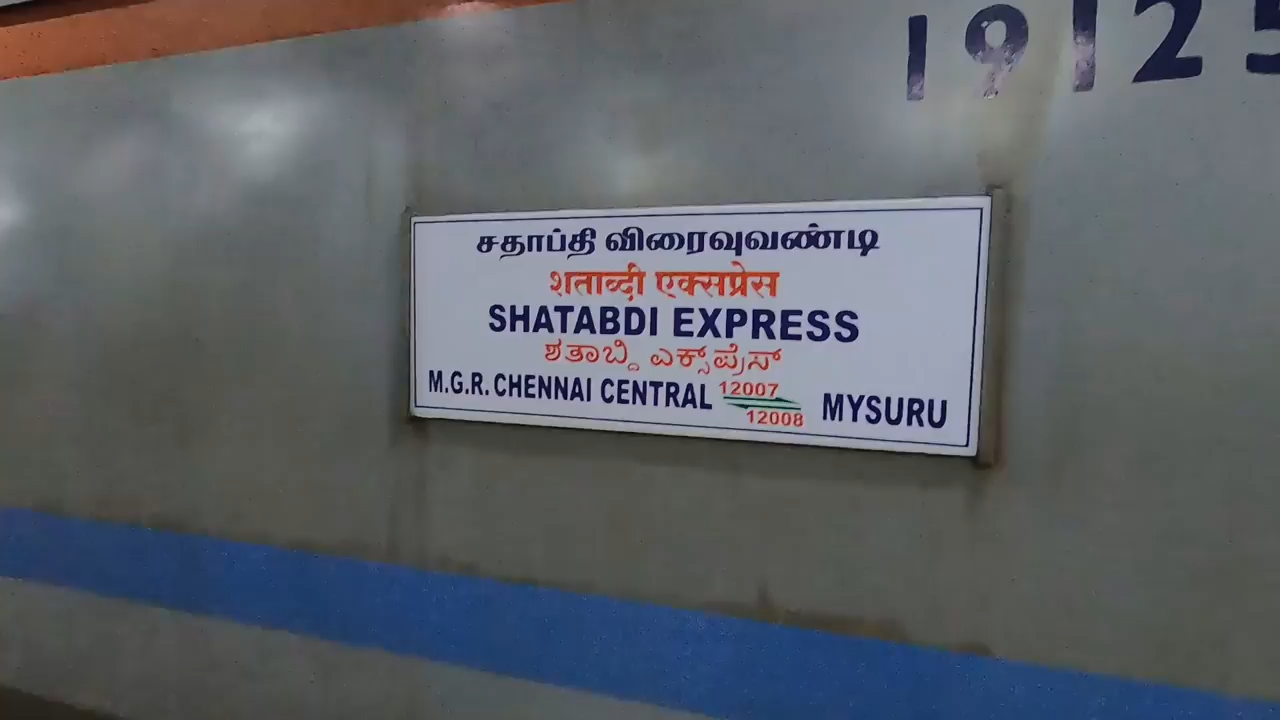 19125
சதாப்தி விரைவுவண்டி
शताब्दी एक्सप्रेस
SHATABDI EXPRESS
ಶತಾಬ್ದಿ ಎಕ್ಸ್‌ಪ್ರೆಸ್
M.G.R. CHENNAI CENTRAL 12007 12008 MYSURU